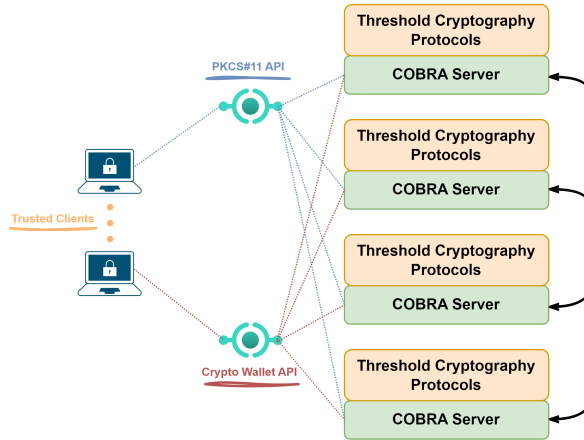 Threshold Cryptography
Protocols
COBRA Server
PKCS#11 API
Threshold Cryptography
Protocols
COBRA Server
Trusted Clients
Threshold Cryptography
Protocols
COBRA Server
Crypto Wallet API
Threshold Cryptography
Protocols
COBRA Server